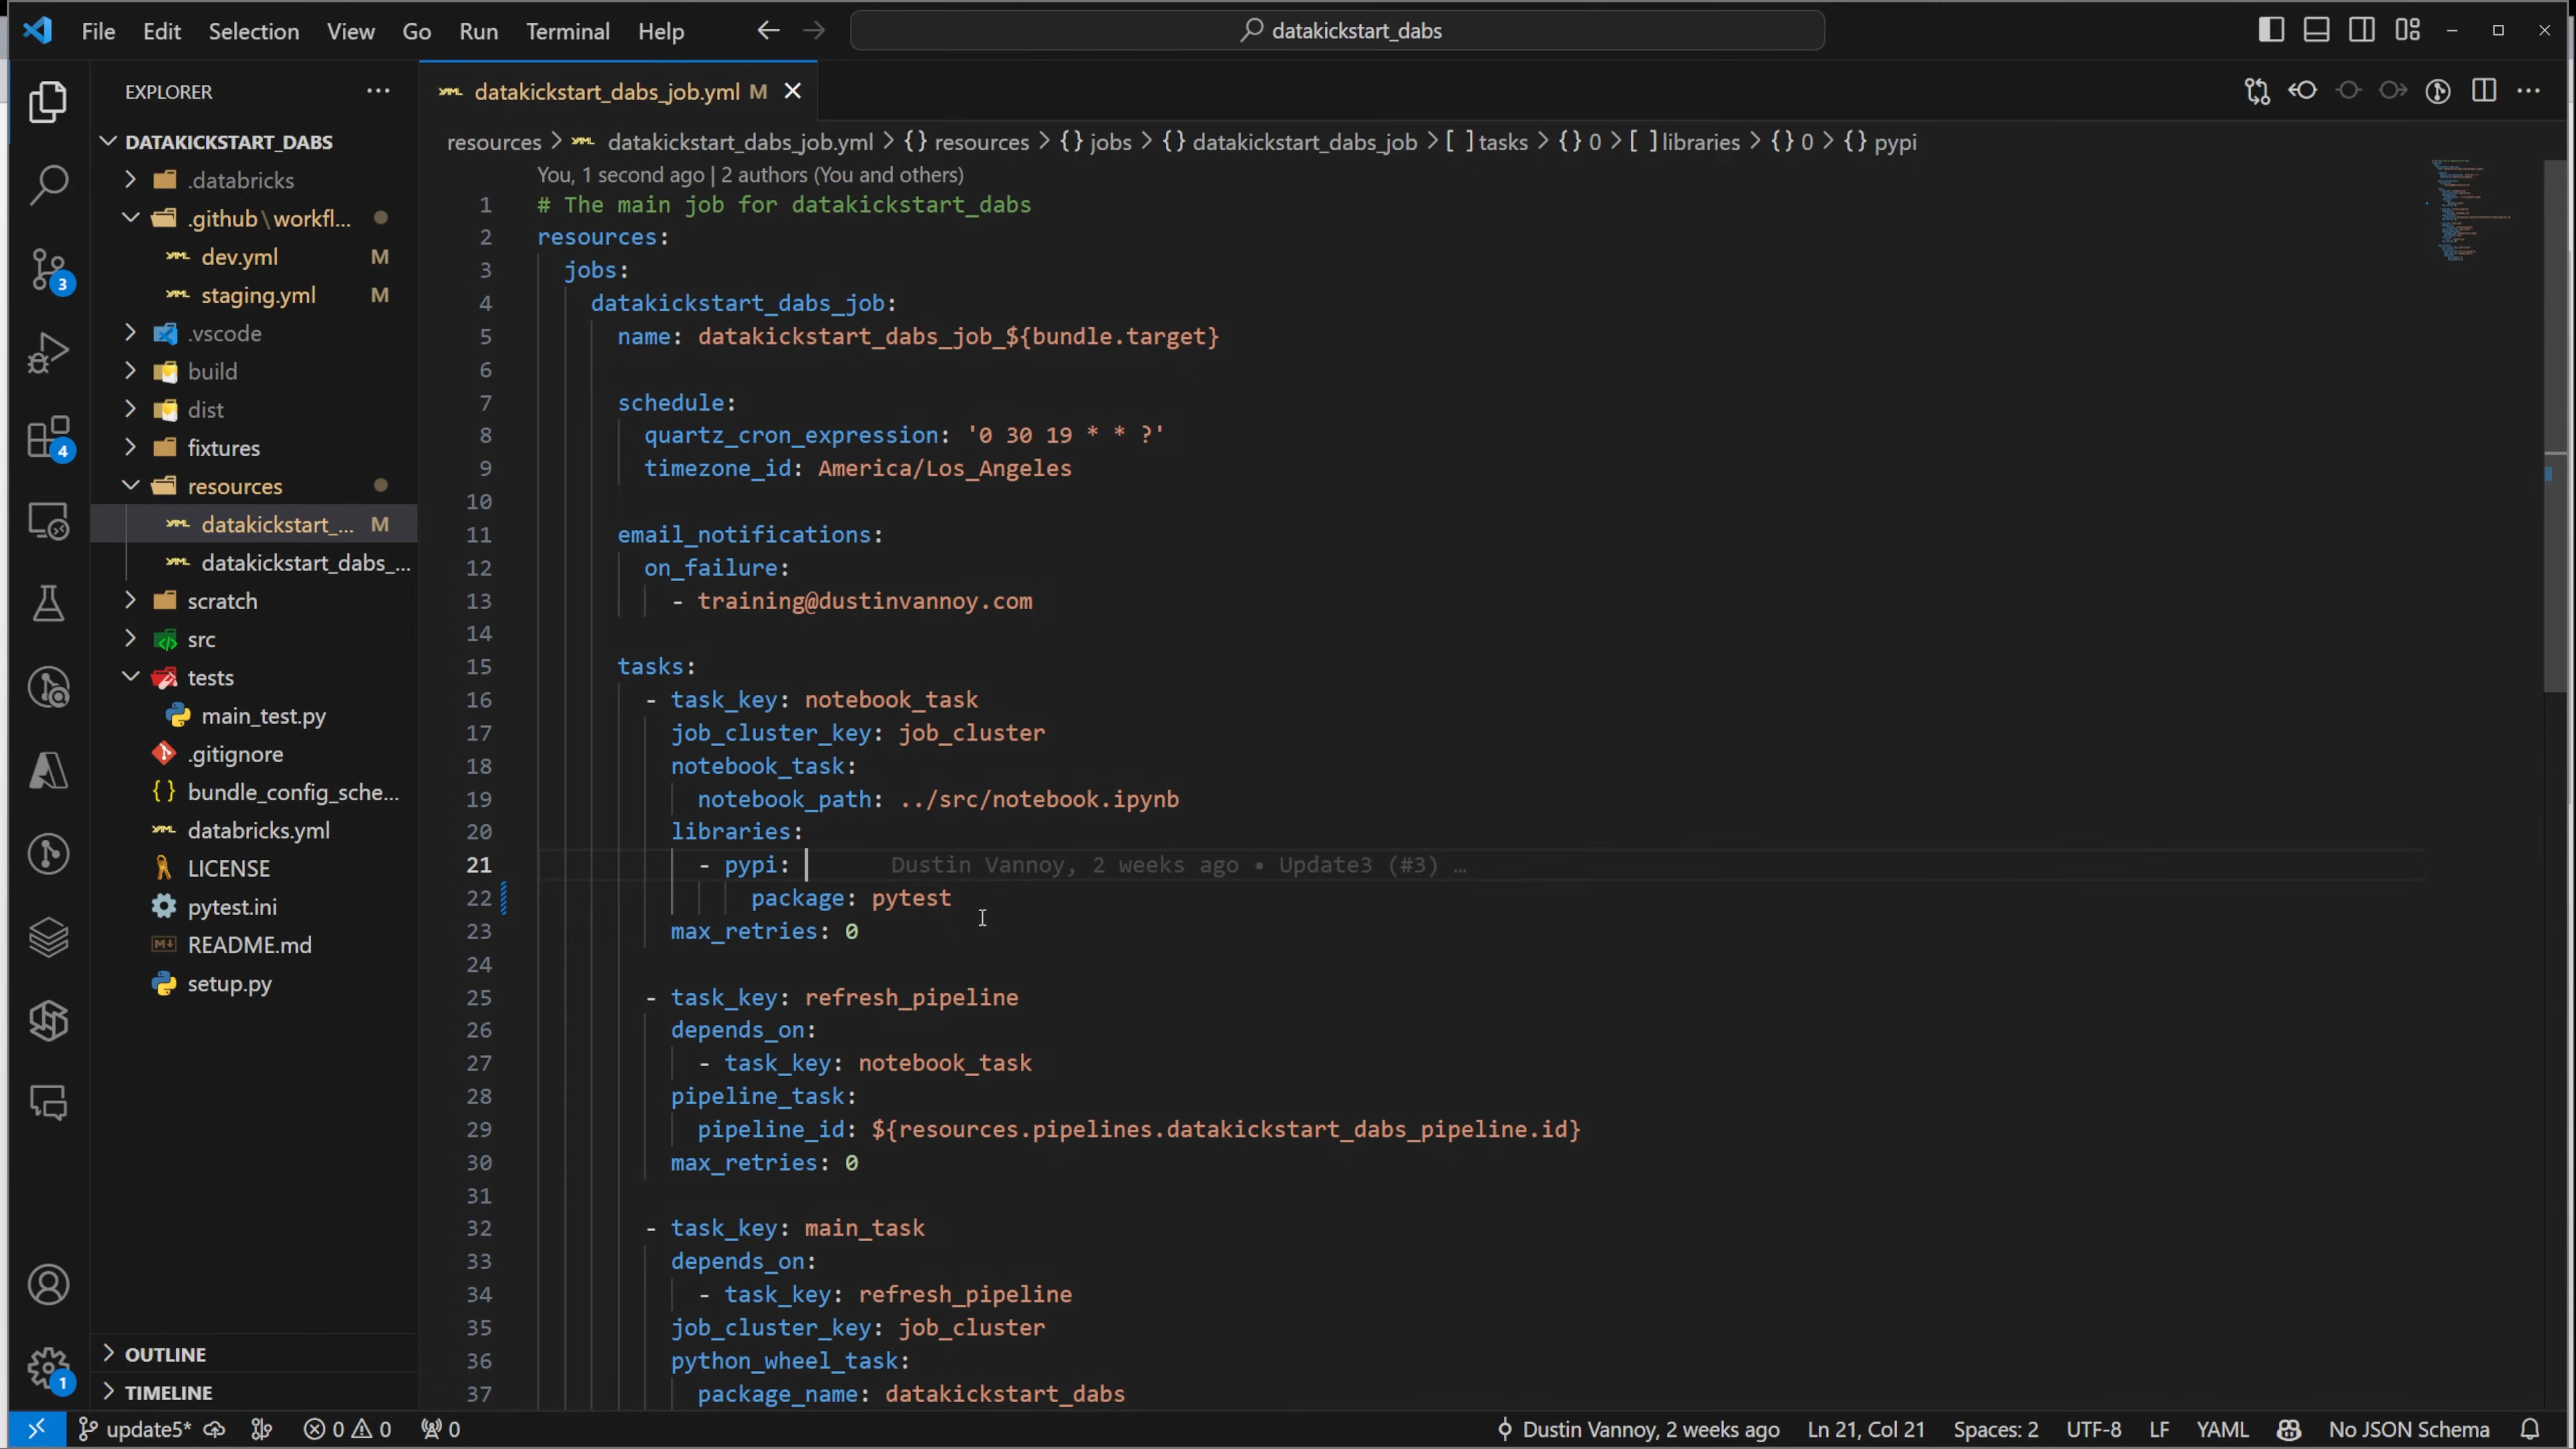 File Edit Selection View Go Run Terminal Help datakickstart_dabs
EXPLORER
DATAKICKSTART_DABS
.databricks
.github\workfl...
dev.yml M
staging.yml M
.vscode
build
dist
fixtures
resources
datakickstart_... M
datakickstart_dabs_...
scratch
src
tests
main_test.py
.gitignore
bundle_config_sche...
databricks.yml
LICENSE
pytest.ini
README.md
setup.py
OUTLINE
TIMELINE
3
4
1
datakickstart_dabs_job.yml M
resources > datakickstart_dabs_job.yml > {} resources > {} jobs > {} datakickstart_dabs_job > [ ] tasks > {} 0 > [ ] libraries > {} 0 > {} pypi
You, 1 second ago | 2 authors (You and others)
1 # The main job for datakickstart_dabs
2 resources:
3 jobs:
4 datakickstart_dabs_job:
5 name: datakickstart_dabs_job_${bundle.target}
6
7 schedule:
8 quartz_cron_expression: '0 30 19 * * ?'
9 timezone_id: America/Los_Angeles
10
11 email_notifications:
12 on_failure:
13 - training@dustinvannoy.com
14
15 tasks:
16 - task_key: notebook_task
17 job_cluster_key: job_cluster
18 notebook_task:
19 notebook_path: ../src/notebook.ipynb
20 libraries:
21 - pypi: Dustin Vannoy, 2 weeks ago • Update3 (#3) ...
22 package: pytest
23 max_retries: 0
24
25 - task_key: refresh_pipeline
26 depends_on:
27 - task_key: notebook_task
28 pipeline_task:
29 pipeline_id: ${resources.pipelines.datakickstart_dabs_pipeline.id}
30 max_retries: 0
31
32 - task_key: main_task
33 depends_on:
34 - task_key: refresh_pipeline
35 job_cluster_key: job_cluster
36 python_wheel_task:
37 package_name: datakickstart_dabs
update5* 0 0 0 Dustin Vannoy, 2 weeks ago Ln 21, Col 21 Spaces: 2 UTF-8 LF YAML No JSON Schema